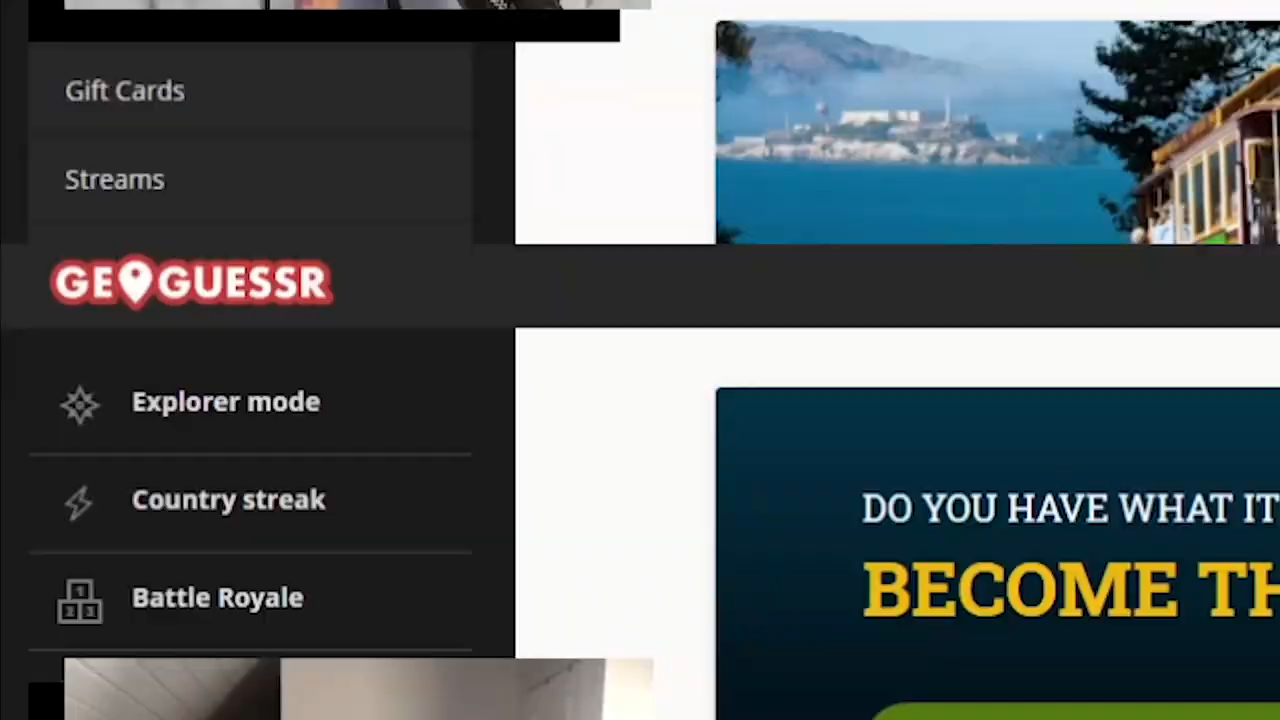 Gift Cards
Streams
GEOGUESSR
Explorer mode
Country streak
Battle Royale
DO YOU HAVE WHAT IT
BECOME TH